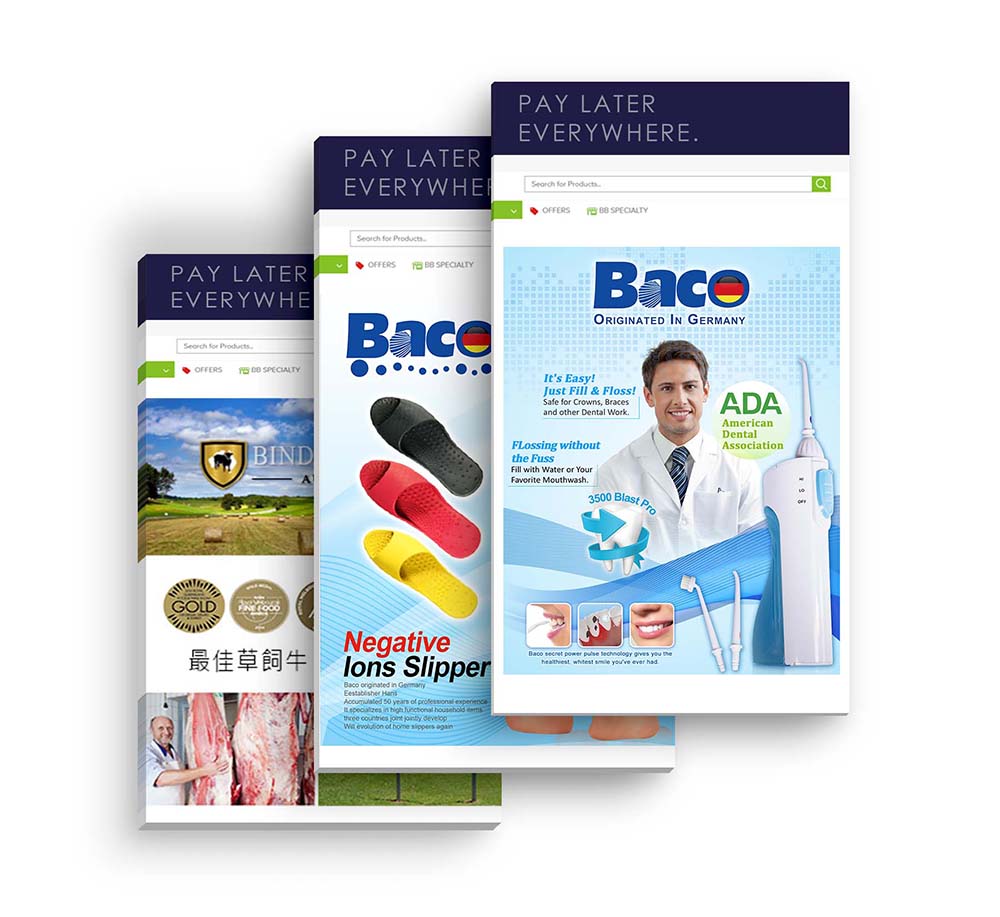 PAY LATER
EVERYWHERE.
Search for Products..
OFFERS
BB SPECIALTY
Baco
ORIGINATED IN GERMANY
It's Easy!
Just Fill & Floss!
Safe for Crowns, Braces
and other Dental Work.
FLossing without
the Fuss
Fill with Water or Your
Favorite Mouthwash.
ADA
American
Dental
Association
HI
LO
OFF
3500 Blast Pro
Baco secret power pulse technology gives you the
healthiest, whitest smile you've ever had.
PAY LATER
EVERYWHER
Search for Products..
OFFERS
BB SPECIALTY
Baco
Negative
Ions Slipper
Baco originated in Germany
Eestablisher Hans
Accumulated 50 years of professional experience
It specializes in high functional household items
three countries joint jointly develop
Will evolution of home slippers again
PAY LATER
EVERYWHE
Search for Products..
OFFERS
BB SPECIALTY
BIND
GOLD
FINE FOOD
最佳草飼牛